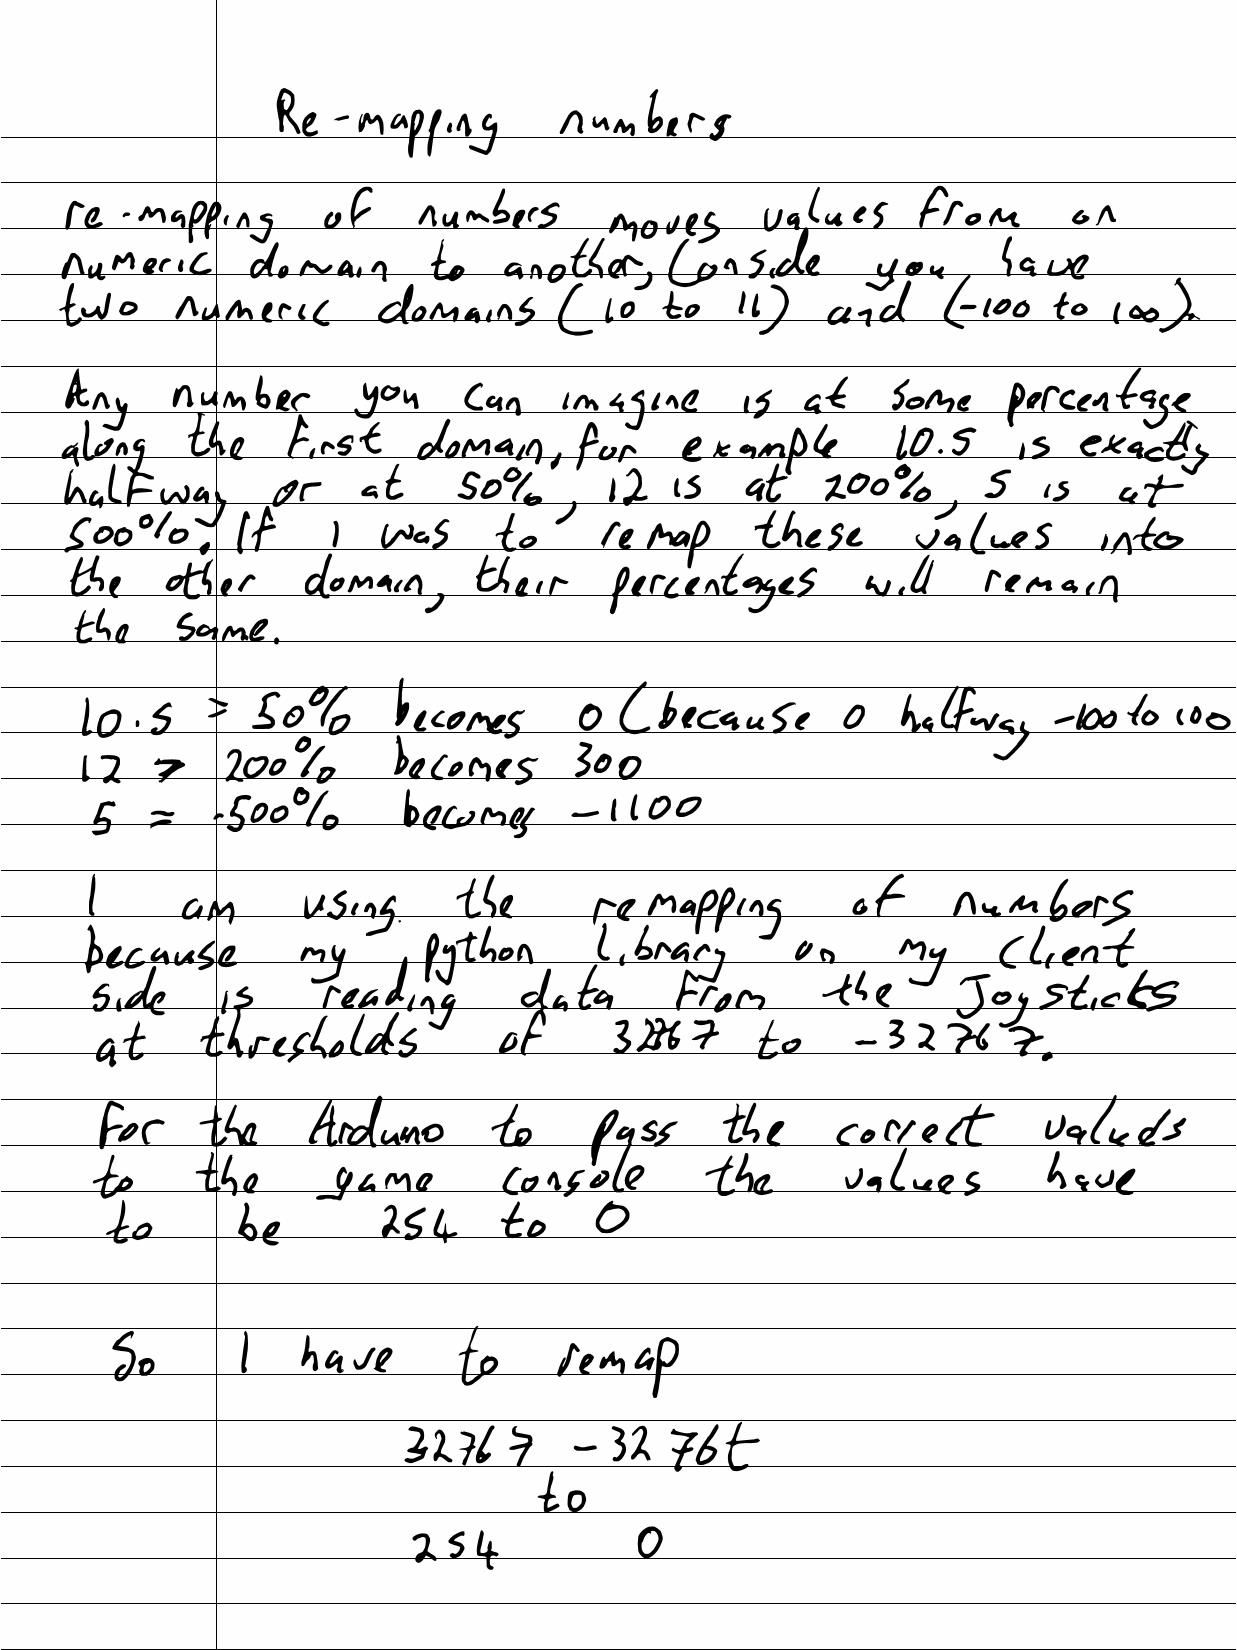 Re-mapping numbers
re-mapping of numbers moves values from on
numeric domain to another, Conside you have
two numeric domains (10 to 11) and (-100 to 100).
Any number you can imagine is at some percentage
along the first domain, for example 10.5 is exactly
halfway or at 50%, 12 is at 200%, 5 is at
500%. If I was to remap these values into
the other domain, their percentages will remain
the same.
10.5 > 50% becomes 0 (because 0 halfway -100 to 100
12 > 200% becomes 300
5 = -500% becomes -1100
I am using the remapping of numbers
because my python library on my client
side is reading data from the Joysticks
at thresholds of 32767 to -32767.
For the Arduino to pass the correct valueds
to the game console the values have
to be 254 to 0
So I have to remap
32767 -3276t
to
254 0